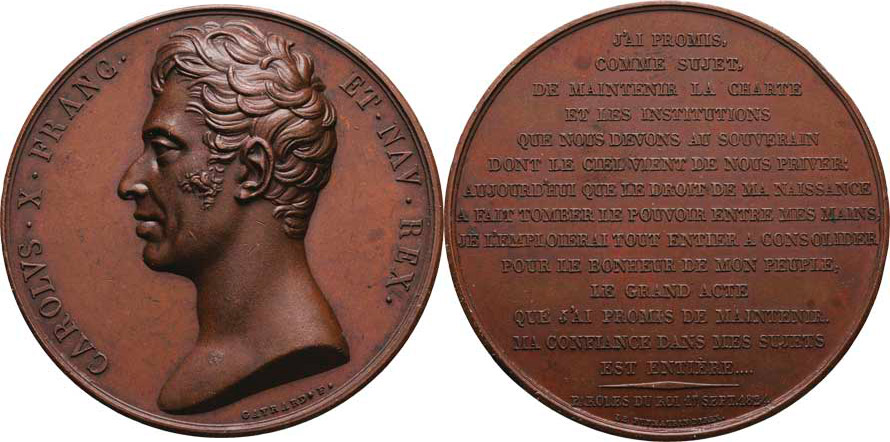 CAROLVS · X · FRANC. ET · NAV · REX.
GAYRARD · F ·
J'AI PROMIS,
COMME SUJET,
DE MAINTENIR LA CHARTE
ET LES INSTITUTIONS
QUE NOUS DEVONS AU SOUVERAIN
DONT LE CIEL VIENT DE NOUS PRIVER:
AUJOURD'HUI QUE LE DROIT DE MA NAISSANCE
A FAIT TOMBER LE POUVOIR ENTRE MES MAINS,
JE L'EMPLOIERAI TOUT ENTIER A CONSOLIDER
POUR LE BONHEUR DE MON PEUPLE,
LE GRAND ACTE
QUE J'AI PROMIS DE MAINTENIR.
MA CONFIANCE DANS MES SUJETS
EST ENTIÈRE....
PAROLES DU ROI 17 SEPT. 1824.